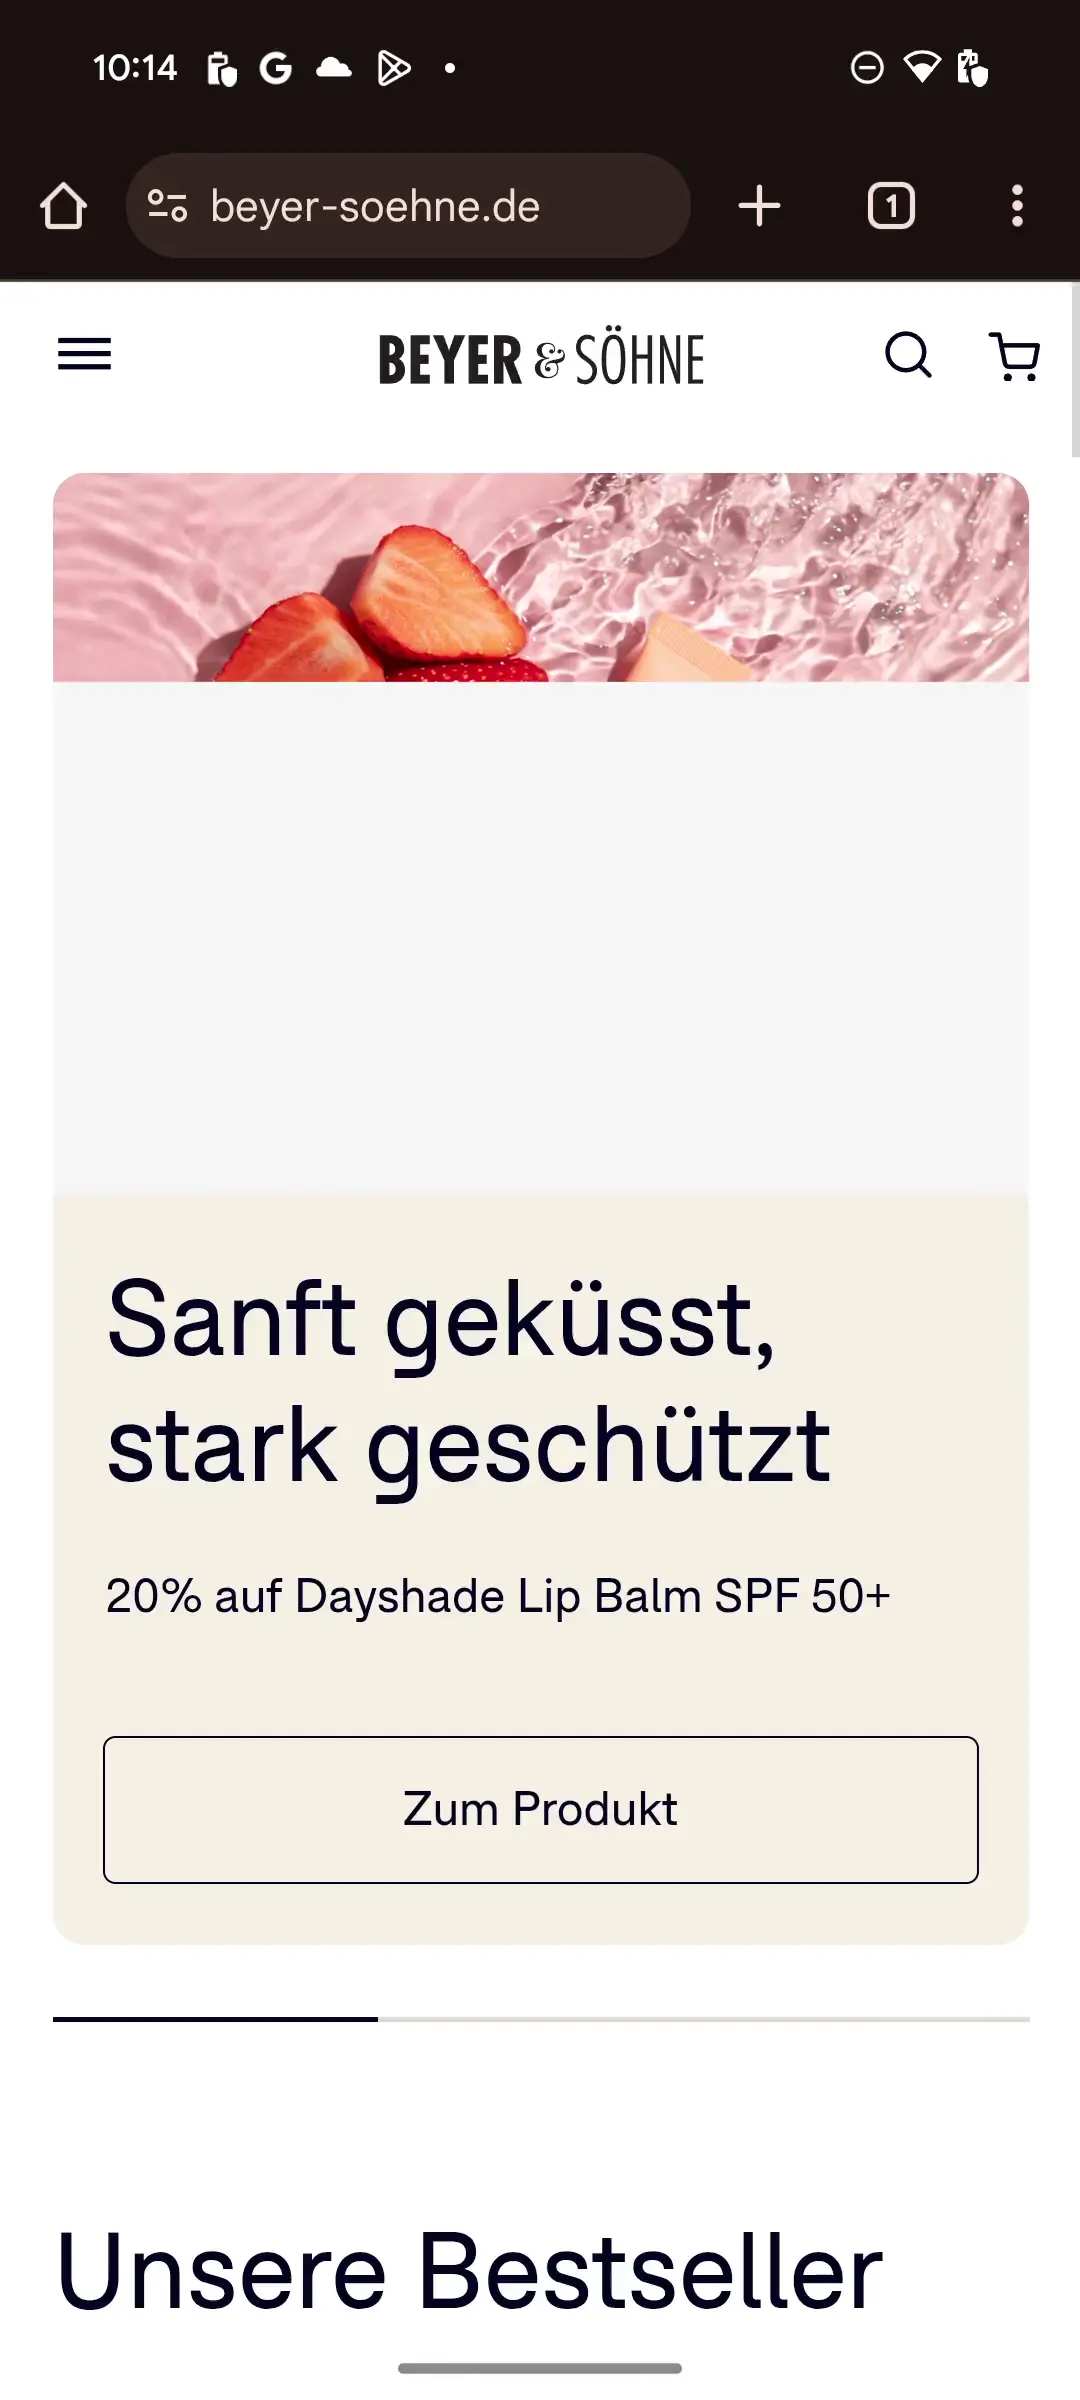 10:14
beyer-soehne.de
1
BEYER & SÖHNE
Sanft geküsst,
stark geschützt
20% auf Dayshade Lip Balm SPF 50+
Zum Produkt
Unsere Bestseller